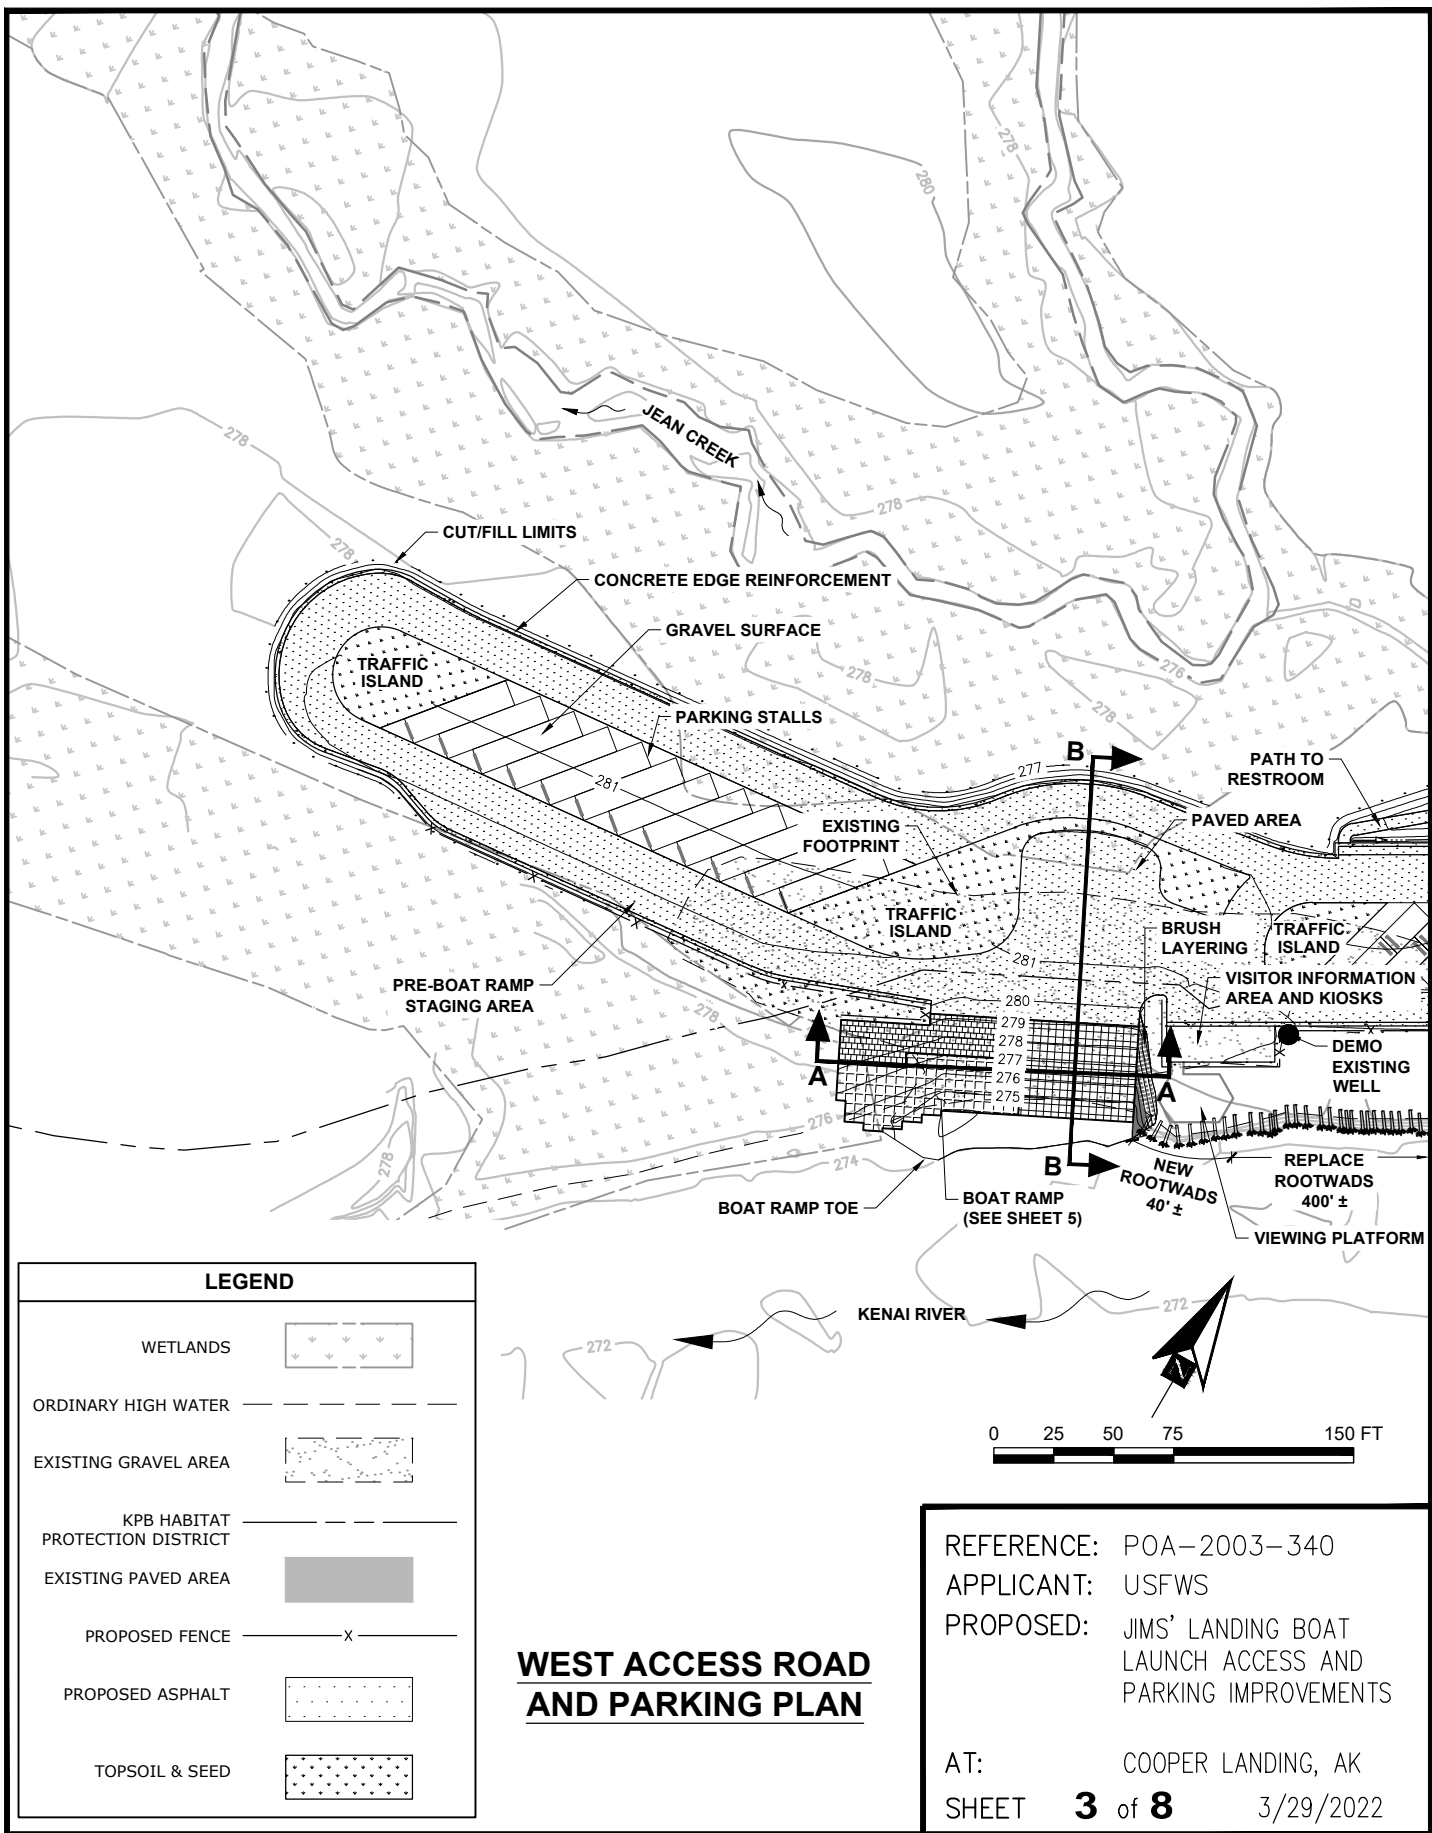 278
280
JEAN CREEK
278
278
278
CUT/FILL LIMITS
CONCRETE EDGE REINFORCEMENT
GRAVEL SURFACE
TRAFFIC
ISLAND
278
276
278
PARKING STALLS
281
B
277
PATH TO
RESTROOM
EXISTING
FOOTPRINT
PAVED AREA
TRAFFIC
ISLAND
BRUSH
LAYERING
TRAFFIC
ISLAND
281
VISITOR INFORMATION
AREA AND KIOSKS
PRE-BOAT RAMP
STAGING AREA
278
280
279
278
277
276
275
A
A
DEMO
EXISTING
WELL
276
274
278
B
NEW
ROOTWADS
40' ±
REPLACE
ROOTWADS
400' ±
BOAT RAMP TOE
BOAT RAMP
(SEE SHEET 5)
VIEWING PLATFORM
KENAI RIVER
272
272
N
0 25 50 75 150 FT
LEGEND
WETLANDS
ORDINARY HIGH WATER
EXISTING GRAVEL AREA
KPB HABITAT
PROTECTION DISTRICT
EXISTING PAVED AREA
PROPOSED FENCE
X
PROPOSED ASPHALT
TOPSOIL & SEED
WEST ACCESS ROAD
AND PARKING PLAN
REFERENCE: POA-2003-340
APPLICANT: USFWS
PROPOSED: JIMS' LANDING BOAT
LAUNCH ACCESS AND
PARKING IMPROVEMENTS
AT: COOPER LANDING, AK
SHEET 3 of 8 3/29/2022